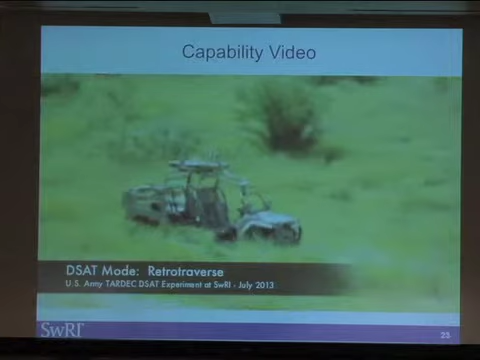 Capability Video
DSAT Mode: Retrotraverse
U.S. Army TARDEC DSAT Experiment at SwRI - July 2013
SwRI
23